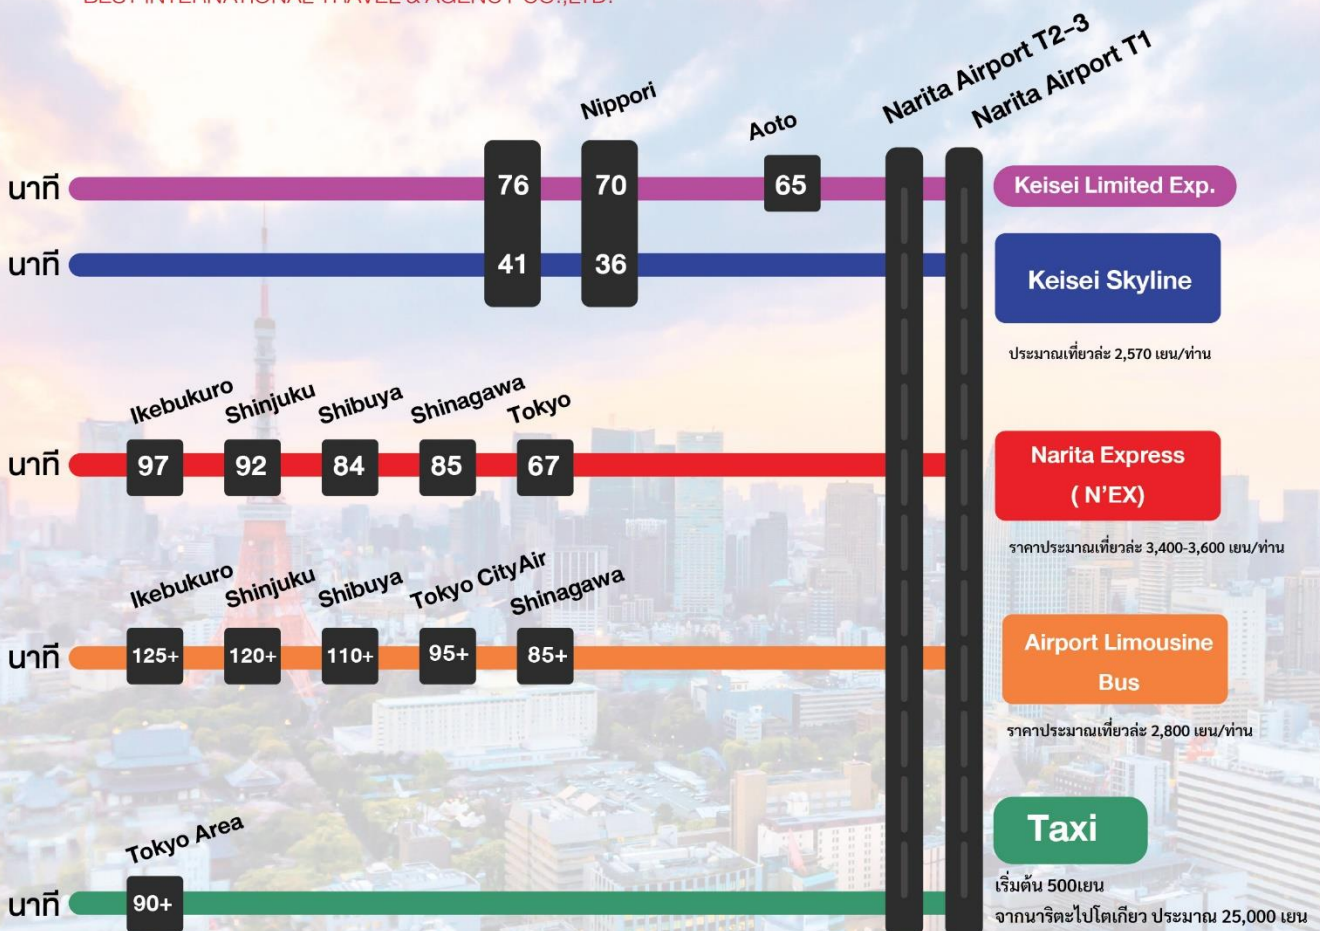 BEST INTERNATIONAL TRAVEL & AGENCY CO.,LTD.
Narita Airport T2-3
Narita Airport T1
Nippori
Aoto
นาที
76
70
65
Keisei Limited Exp.
นาที
41
36
Keisei Skyline
ประมาณเที่ยวล่ะ 2,570 เยน/ท่าน
Ikebukuro
Shinjuku
Shibuya
Shinagawa
Tokyo
นาที
97
92
84
85
67
Narita Express
( N'EX)
ราคาประมาณเที่ยวล่ะ 3,400-3,600 เยน/ท่าน
Ikebukuro
Shinjuku
Shibuya
Tokyo CityAir
Shinagawa
นาที
125+
120+
110+
95+
85+
Airport Limousine
Bus
ราคาประมาณเที่ยวล่ะ 2,800 เยน/ท่าน
Tokyo Area
นาที
90+
Taxi
เริ่มต้น 500เยน
จากนาริตะไปโตเกียว ประมาณ 25,000 เยน